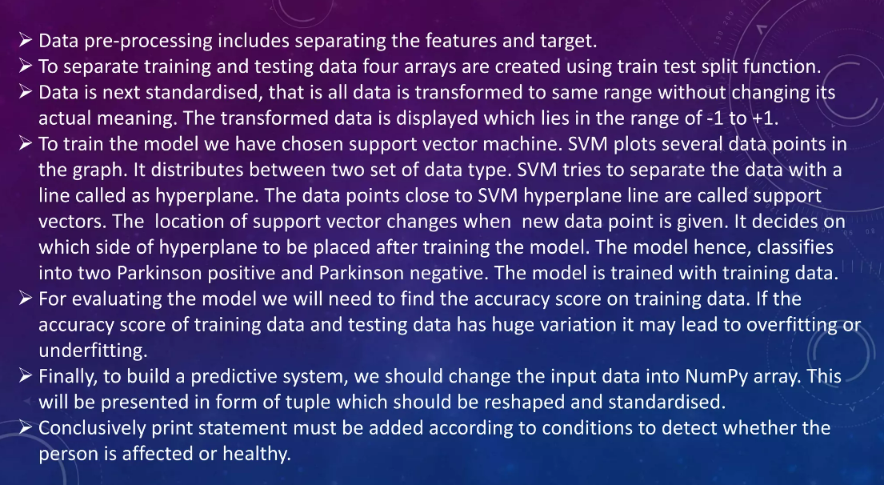 ➢ Data pre-processing includes separating the features and target.
➢ To separate training and testing data four arrays are created using train test split function.
➢ Data is next standardised, that is all data is transformed to same range without changing its
actual meaning. The transformed data is displayed which lies in the range of -1 to +1.
➢ To train the model we have chosen support vector machine. SVM plots several data points in
the graph. It distributes between two set of data type. SVM tries to separate the data with a
line called as hyperplane. The data points close to SVM hyperplane line are called support
vectors. The  location of support vector changes when  new data point is given. It decides on
which side of hyperplane to be placed after training the model. The model hence, classifies
into two Parkinson positive and Parkinson negative. The model is trained with training data.
➢ For evaluating the model we will need to find the accuracy score on training data. If the
accuracy score of training data and testing data has huge variation it may lead to overfitting or
underfitting.
➢ Finally, to build a predictive system, we should change the input data into NumPy array. This
will be presented in form of tuple which should be reshaped and standardised.
➢ Conclusively print statement must be added according to conditions to detect whether the
person is affected or healthy.